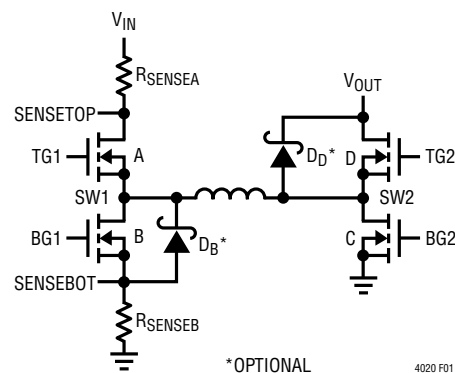 VIN
RSENSEA
SENSETOP
VOUT
TG1
A
DD*
D
TG2
SW1
SW2
BG1
B
DB*
C
BG2
SENSEBOT
RSENSEB
*OPTIONAL
4020 F01